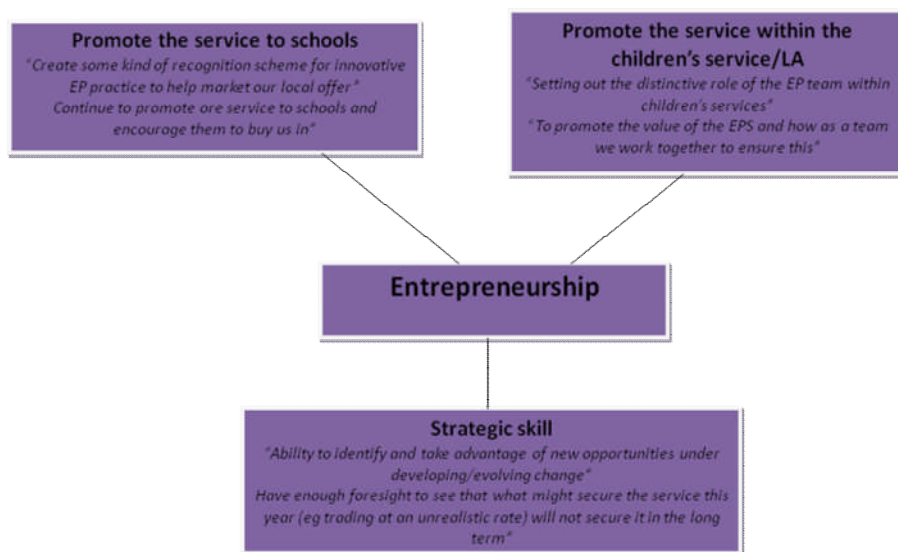 Promote the service to schools
"Create some kind of recognition scheme for innovative
EP practice to help market our local offer"
Continue to promote ore service to schools and
encourage them to buy us in"
Promote the service within the
children's service/LA
"Setting out the distinctive role of the EP team within
children's services"
"To promote the value of the EPS and how as a team
we work together to ensure this"
Entrepreneurship
Strategic skill
"Ability to identify and take advantage of new opportunities under
developing/evolving change"
Have enough foresight to see that what might secure the service this
year (eg trading at an unrealistic rate) will not secure it in the long
term"